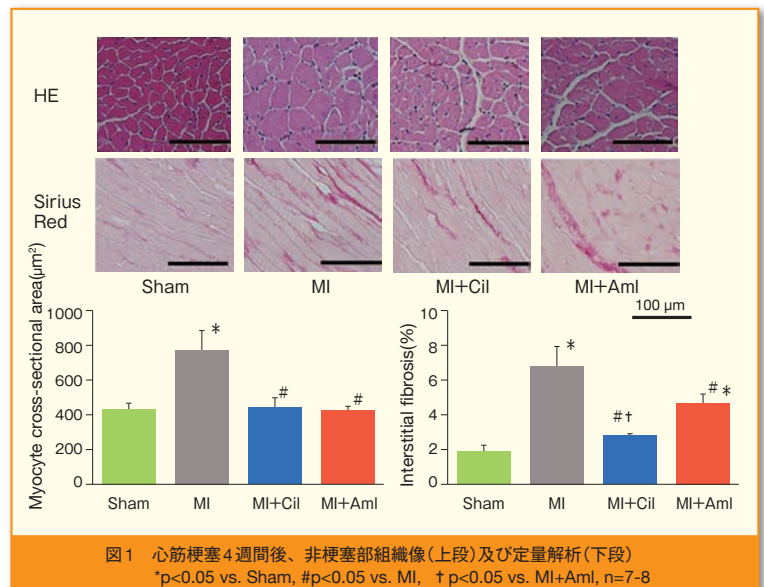 HE
Sirius
Red
Sham MI MI+Cil MI+Aml
100 μm
Myocyte cross-sectional area(μm²)
1000
800
600
400
200
0
*
#
#
Sham MI MI+Cil MI+Aml
Interstitial fibrosis(%)
10
8
6
4
2
0
*
#†
#*
Sham MI MI+Cil MI+Aml
図1 心筋梗塞4週間後、非梗塞部組織像(上段)及び定量解析(下段)
*p<0.05 vs. Sham, #p<0.05 vs. MI, †p<0.05 vs. MI+Aml, n=7-8